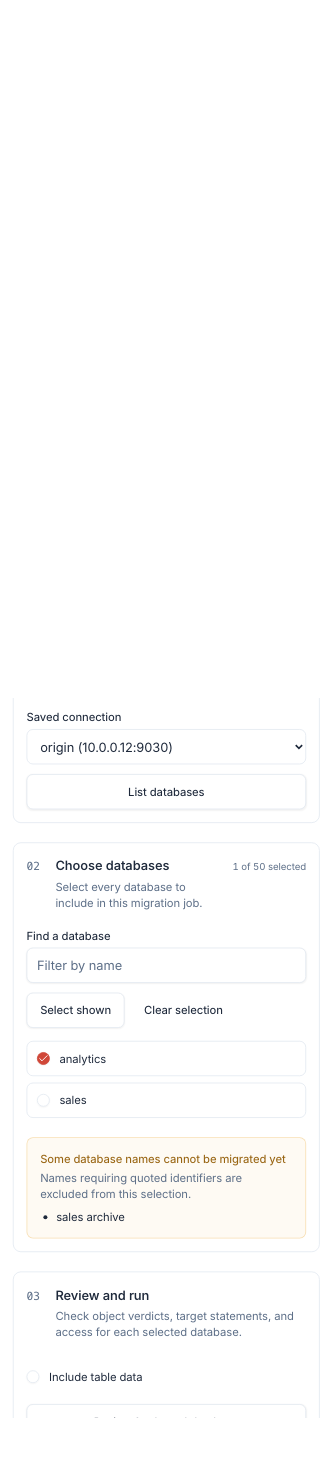 Saved connection
origin (10.0.0.12:9030)
List databases
02 Choose databases 1 of 50 selected
Select every database to
include in this migration job.
Find a database
Filter by name
Select shown Clear selection
analytics
sales
Some database names cannot be migrated yet
Names requiring quoted identifiers are
excluded from this selection.
• sales archive
03 Review and run
Check object verdicts, target statements, and
access for each selected database.
Include table data